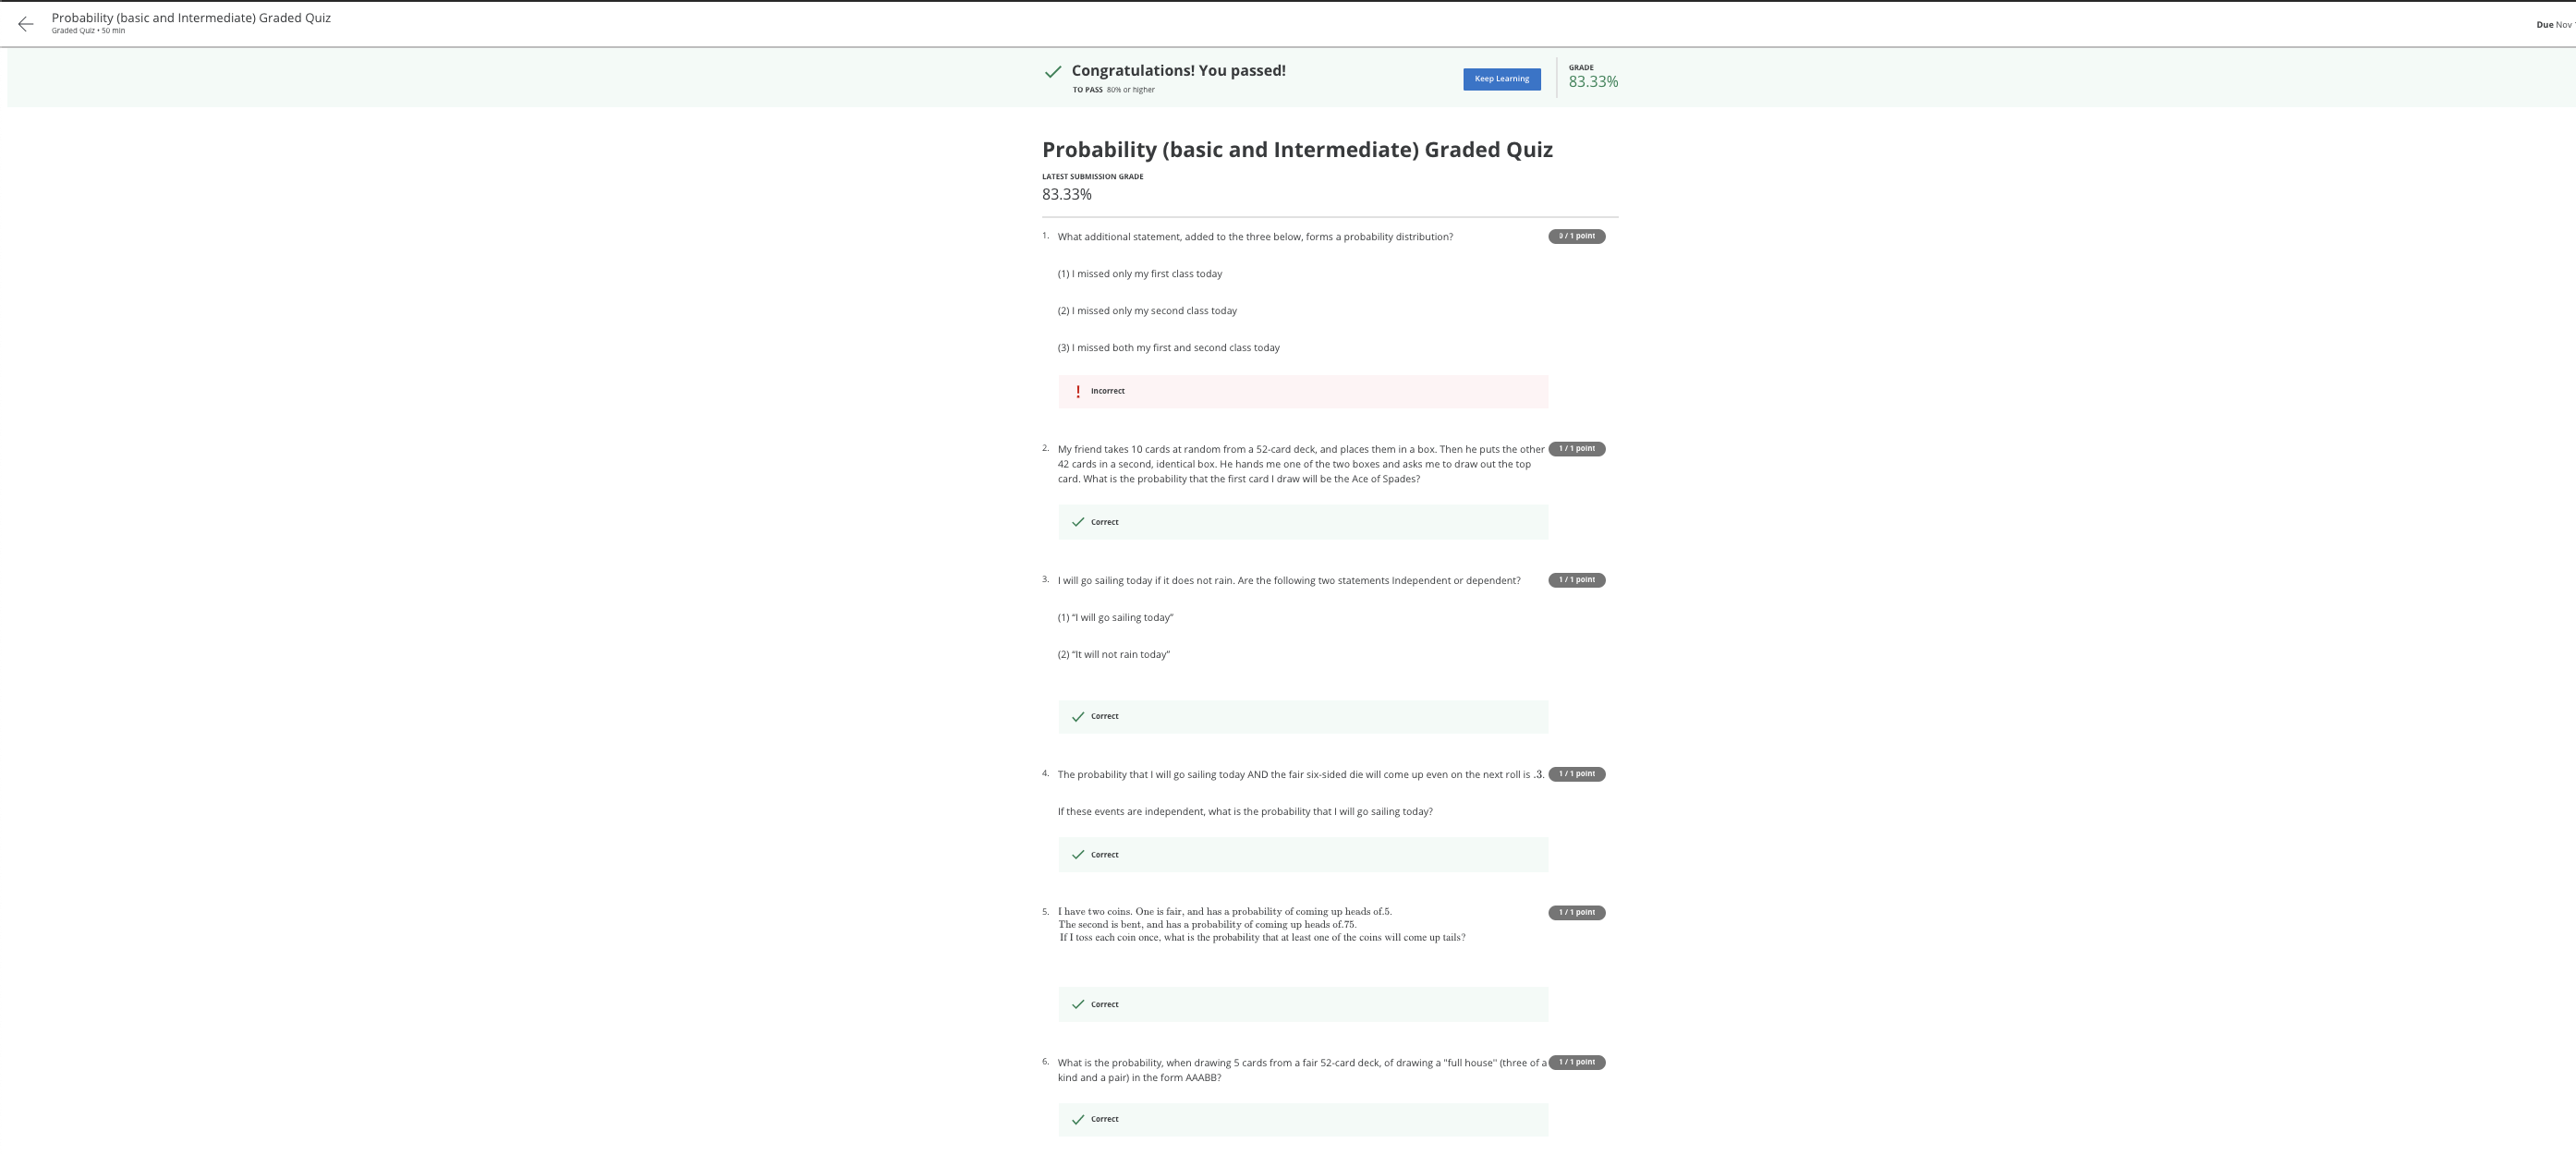 Probability (basic and Intermediate) Graded Quiz
Graded Quiz • 50 min
Due Nov
Congratulations! You passed!
TO PASS 80% or higher
Keep Learning
GRADE
83.33%
Probability (basic and Intermediate) Graded Quiz
LATEST SUBMISSION GRADE
83.33%
1. What additional statement, added to the three below, forms a probability distribution?
0 / 1 point
(1) I missed only my first class today
(2) I missed only my second class today
(3) I missed both my first and second class today
! Incorrect
2. My friend takes 10 cards at random from a 52-card deck, and places them in a box. Then he puts the other
1 / 1 point
42 cards in a second, identical box. He hands me one of the two boxes and asks me to draw out the top
card. What is the probability that the first card I draw will be the Ace of Spades?
Correct
3. I will go sailing today if it does not rain. Are the following two statements Independent or dependent?
1 / 1 point
(1) “I will go sailing today”
(2) “It will not rain today”
Correct
4. The probability that I will go sailing today AND the fair six-sided die will come up even on the next roll is .3.
1 / 1 point
If these events are independent, what is the probability that I will go sailing today?
Correct
5. I have two coins. One is fair, and has a probability of coming up heads of.5.
1 / 1 point
The second is bent, and has a probability of coming up heads of.75.
If I toss each coin once, what is the probability that at least one of the coins will come up tails?
Correct
6. What is the probability, when drawing 5 cards from a fair 52-card deck, of drawing a "full house" (three of a
1 / 1 point
kind and a pair) in the form AAABB?
Correct